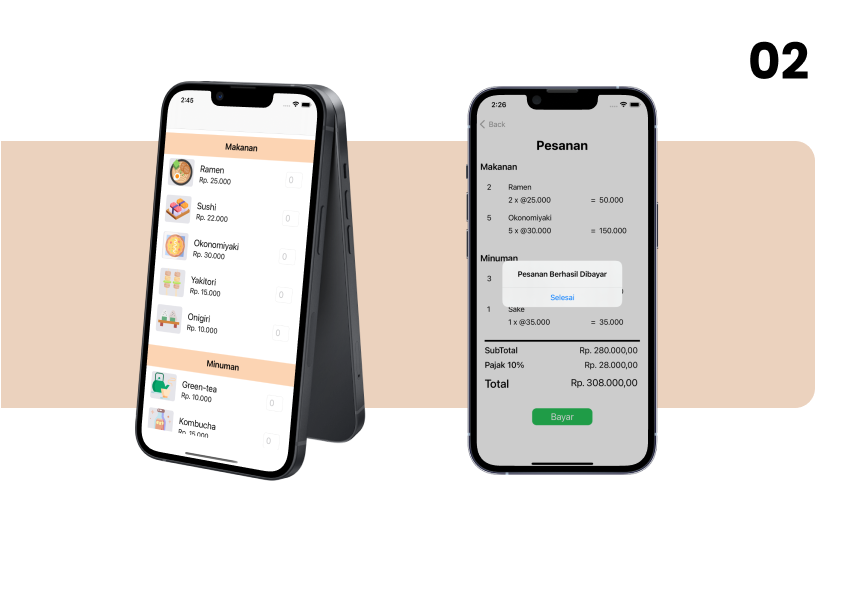 02
2:45
Makanan
Ramen
Rp. 25.000
0
Sushi
Rp. 22.000
0
Okonomiyaki
Rp. 30.000
0
Yakitori
Rp. 15.000
0
Onigiri
Rp. 10.000
0
Minuman
Green-tea
Rp. 10.000
0
Kombucha
Rp. 15.000
0
2:26
Back
Pesanan
Makanan
2 Ramen
2 x @25.000 = 50.000
5 Okonomiyaki
5 x @30.000 = 150.000
Minuman
3
Pesanan Berhasil Dibayar
Selesai
1 Sake
1 x @35.000 = 35.000
SubTotal Rp. 280.000,00
Pajak 10% Rp. 28.000,00
Total Rp. 308.000,00
Bayar